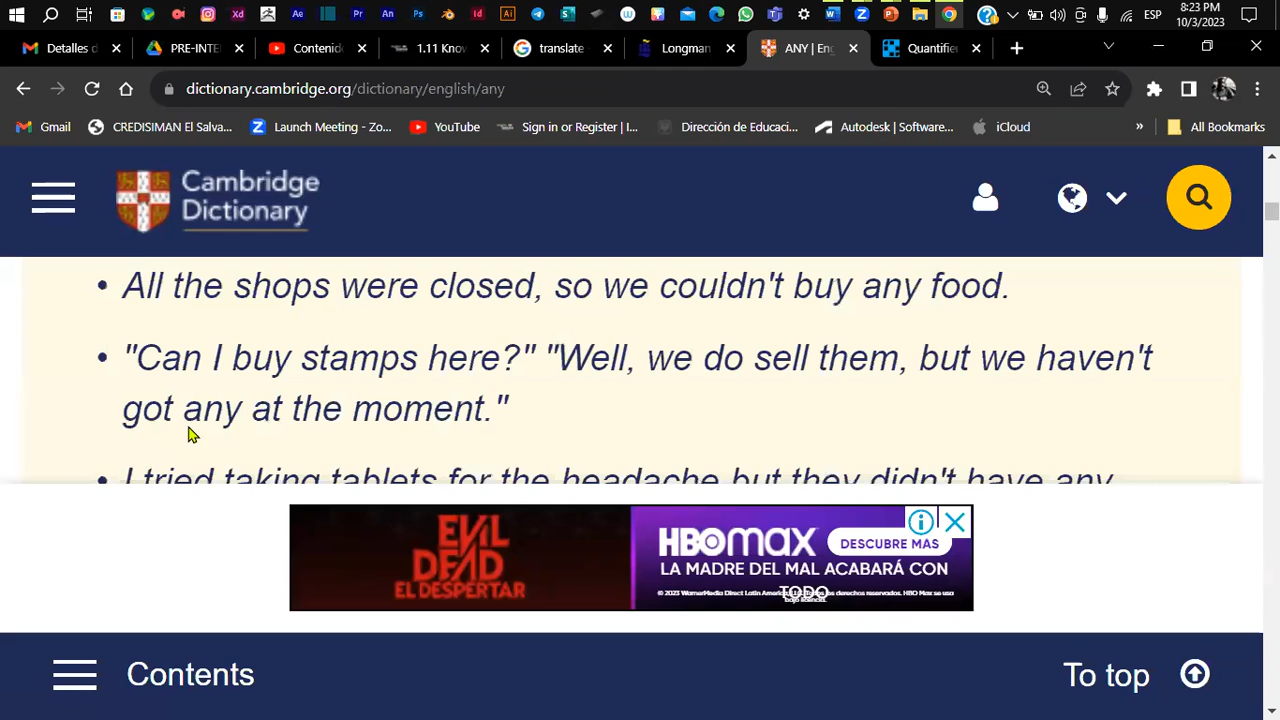 ESP
8:23 PM
10/3/2023
Detalles d
PRE-INTE
Contenid
1.11 Kno
translate
Longman
ANY | Eng
Quantifie
dictionary.cambridge.org/dictionary/english/any
Gmail
CREDISIMAN El Salva...
Launch Meeting - Zo...
YouTube
Sign in or Register | I...
Dirección de Educaci...
Autodesk | Software...
iCloud
»
All Bookmarks
Cambridge
Dictionary
• All the shops were closed, so we couldn't buy any food.
• "Can I buy stamps here?" "Well, we do sell them, but we haven't
got any at the moment."
• I tried taking tablets for the headache but they didn't have any
EVIL
DEAD
EL DESPERTAR
HBOMAX
DESCUBRE MÁS
LA MADRE DEL MAL ACABARÁ CON
TODO
Contents
To top